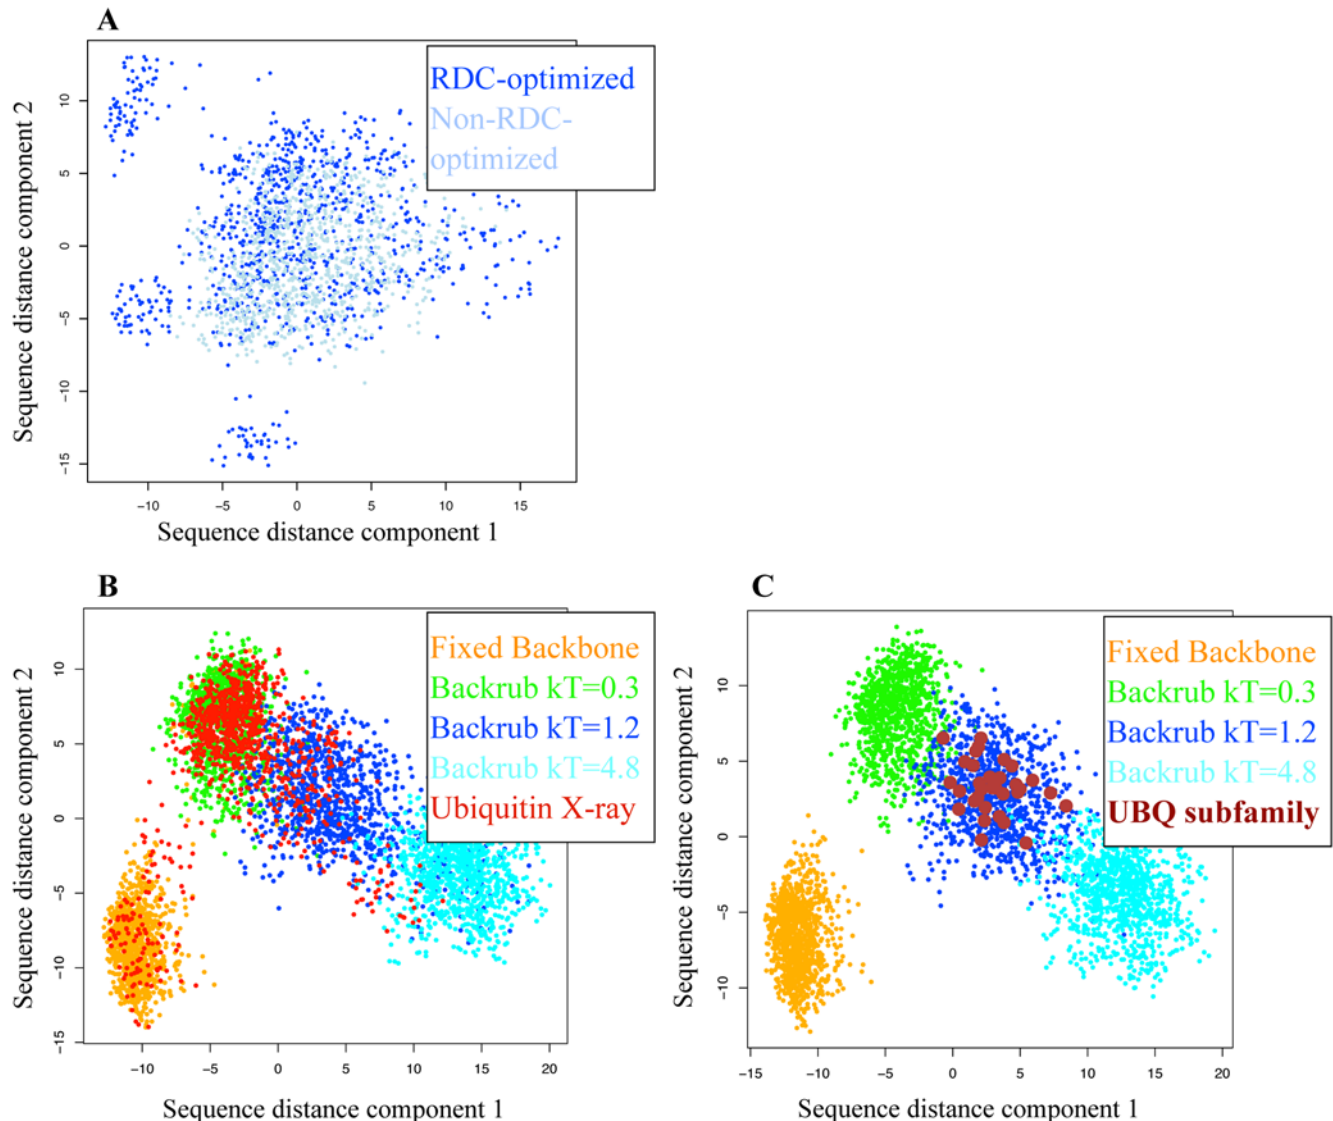 A
RDC-optimized
Non-RDC-
optimized
Sequence distance component 2
10
5
0
−5
−10
−15
−10
−5
0
5
10
15
Sequence distance component 1
B
Fixed Backbone
Backrub kT=0.3
Backrub kT=1.2
Backrub kT=4.8
Ubiquitin X-ray
Sequence distance component 2
10
5
0
−5
−10
−15
−10
−5
0
5
10
15
20
Sequence distance component 1
C
Fixed Backbone
Backrub kT=0.3
Backrub kT=1.2
Backrub kT=4.8
UBQ subfamily
Sequence distance component 2
10
5
0
−5
−10
−15
−10
−5
0
5
10
15
20
Sequence distance component 1